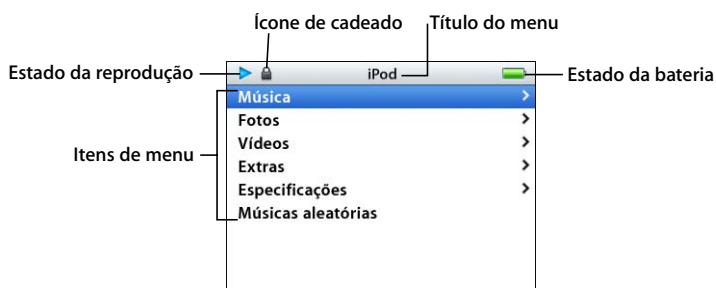 Ícone de cadeado
Título do menu
Estado da reprodução
iPod
Estado da bateria
Música
Fotos
Vídeos
Itens de menu
Extras
Especificações
Músicas aleatórias